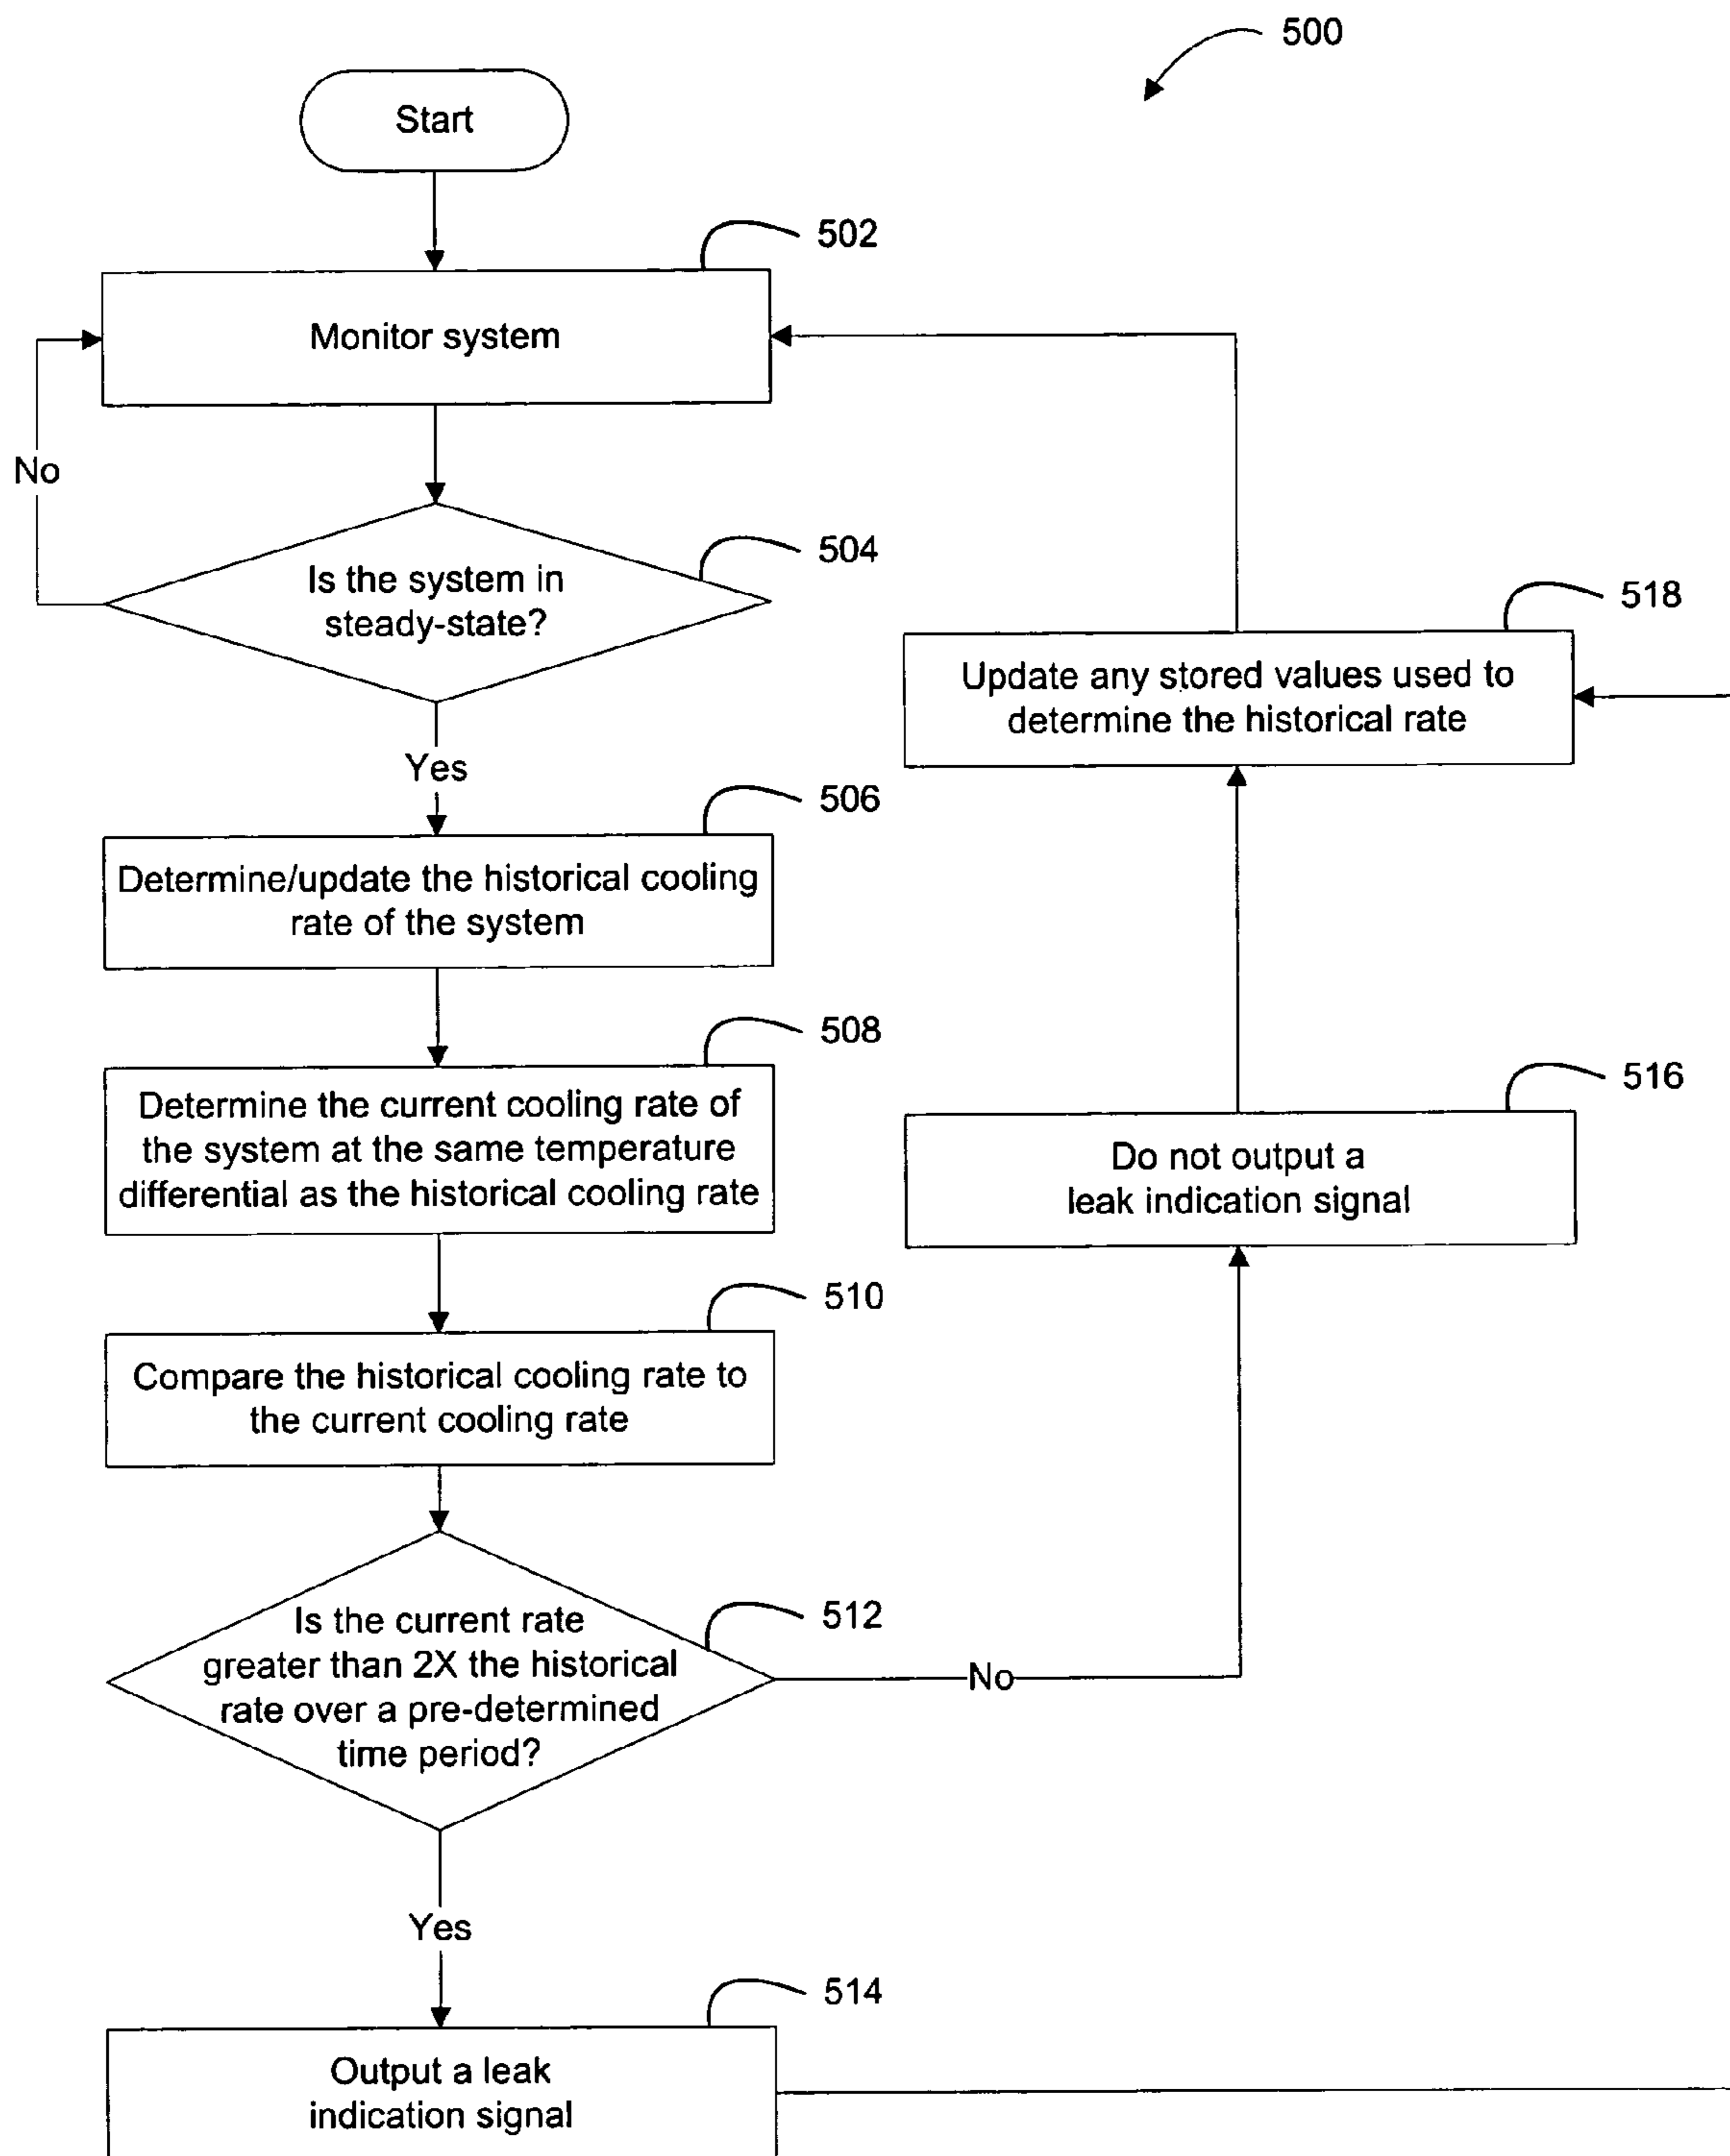 500
Start
502
Monitor system
No
504
Is the system in
steady-state?
Yes
518
Update any stored values used to
determine the historical rate
506
Determine/update the historical cooling
rate of the system
508
Determine the current cooling rate of
the system at the same temperature
differential as the historical cooling rate
516
Do not output a
leak indication signal
510
Compare the historical cooling rate to
the current cooling rate
512
Is the current rate
greater than 2X the historical
rate over a pre-determined
time period?
No
Yes
514
Output a leak
indication signal